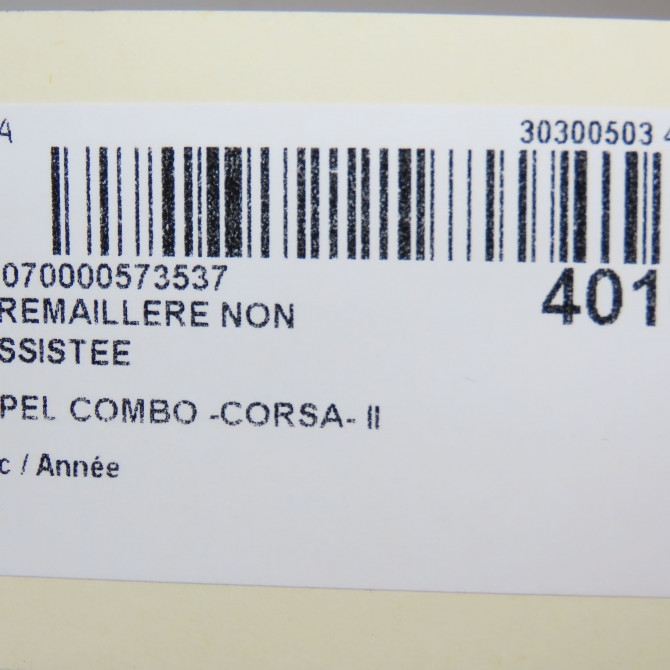 A 30300503 4
070000573537
401
REMAILLERE NON
SSISTEE
PEL COMBO -CORSA- II
c / Année